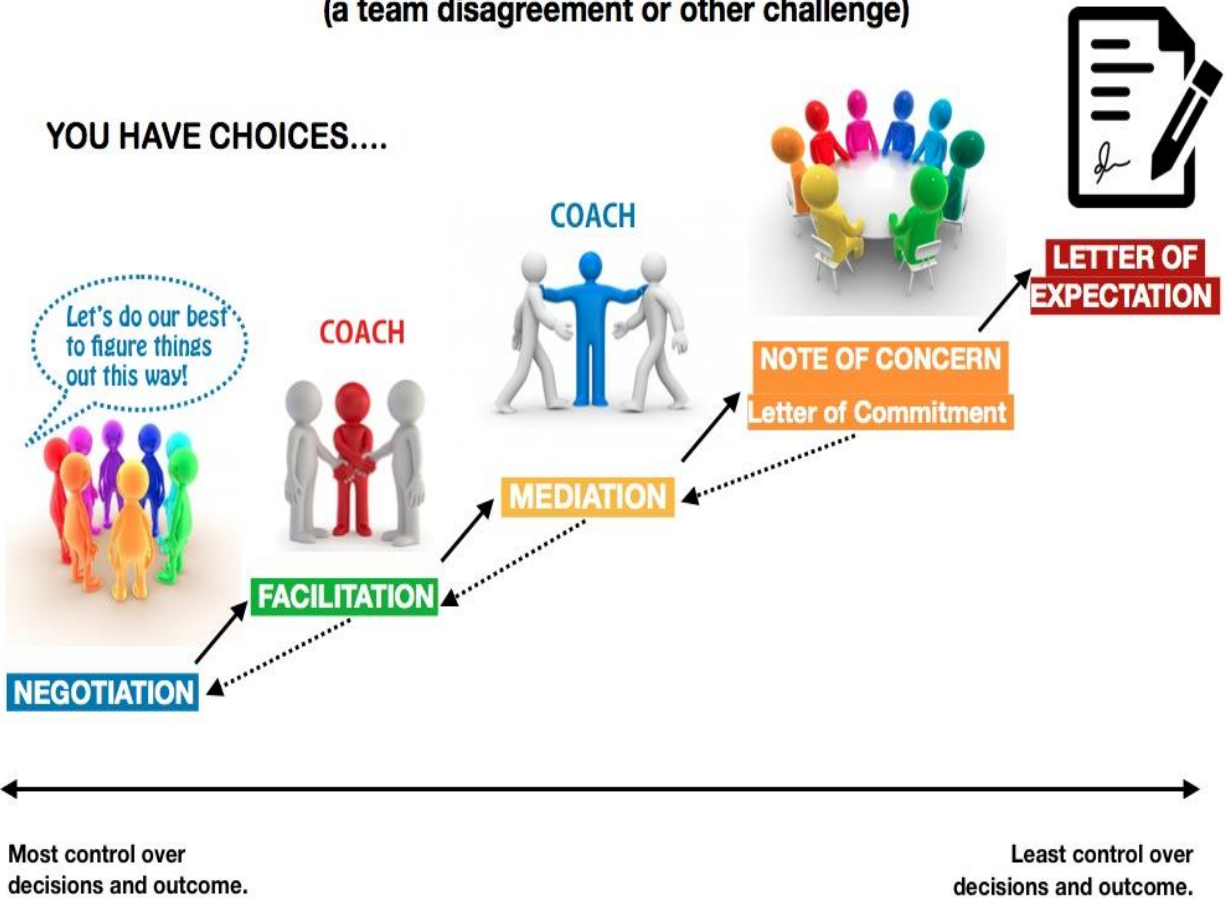 (a team disagreement or other challenge)
YOU HAVE CHOICES....
COACH
LETTER OF
EXPECTATION
Let's do our best
to figure things
out this way!
COACH
NOTE OF CONCERN
Letter of Commitment
MEDIATION
FACILITATION
NEGOTIATION
Most control over
decisions and outcome.
Least control over
decisions and outcome.